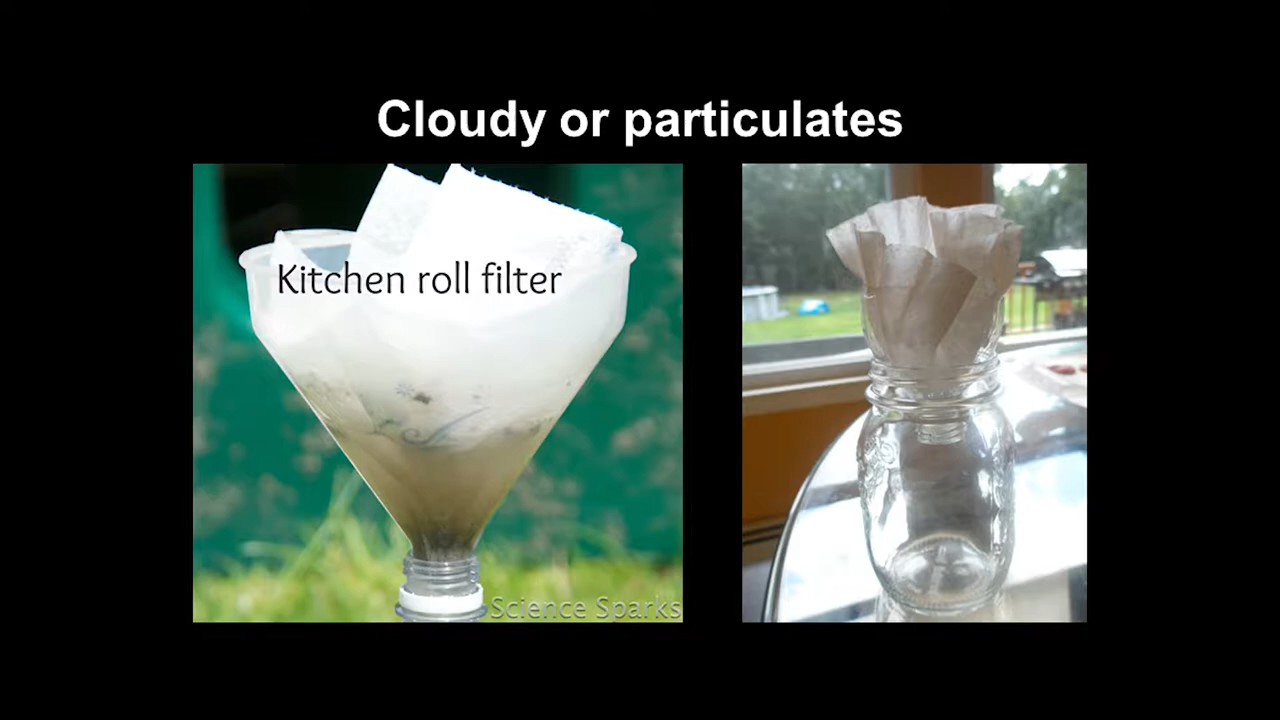 Cloudy or particulates
Kitchen roll filter
Science Sparks